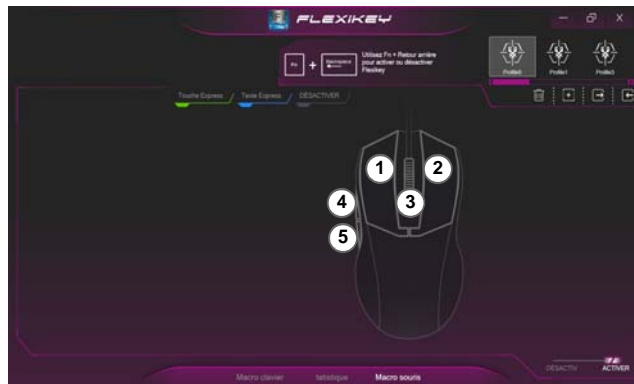 FLEXIKEY
Fn + Backspace
Utilisez Fn + Retour arrière
pour activer ou désactiver
Flexikey
Profile0 Profile1 Profile2
Touche Express / Texte Express / DÉSACTIVER
1 2
3
4
5
DÉSACTIV ACTIVER
Macro clavier tatistique Macro souris